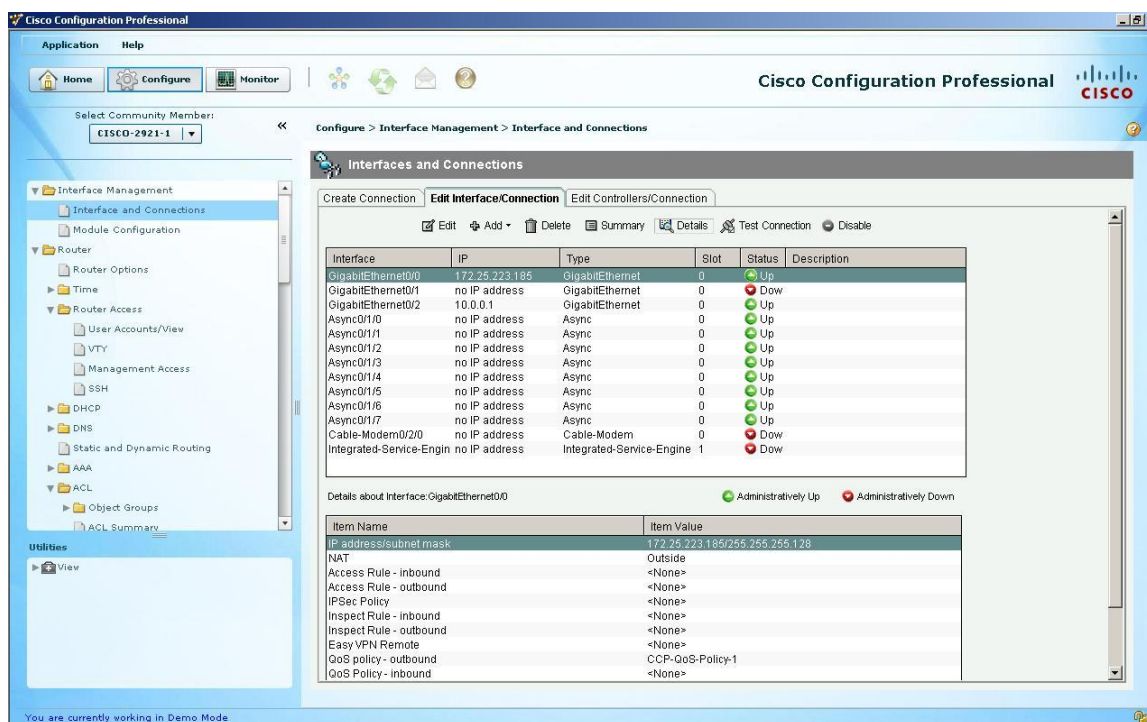 Cisco Configuration Professional
Application Help
Home Configure Monitor
Cisco Configuration Professional
CISCO
Select Community Member:
CISCO-2921-1
Configure > Interface Management > Interface and Connections
Interface Management
Interface and Connections
Module Configuration
Router
Router Options
Time
Router Access
User Accounts/View
VTY
Management Access
SSH
DHCP
DNS
Static and Dynamic Routing
AAA
ACL
Object Groups
ACL Summary
Utilities
View
Interfaces and Connections
Create Connection Edit Interface/Connection Edit Controllers/Connection
Edit Add Delete Summary Details Test Connection Disable
Interface IP Type Slot Status Description
GigabitEthernet0/0 172.25.223.185 GigabitEthernet 0 Up
GigabitEthernet0/1 no IP address GigabitEthernet 0 Dow
GigabitEthernet0/2 10.0.0.1 GigabitEthernet 0 Up
Async0/1/0 no IP address Async 0 Up
Async0/1/1 no IP address Async 0 Up
Async0/1/2 no IP address Async 0 Up
Async0/1/3 no IP address Async 0 Up
Async0/1/4 no IP address Async 0 Up
Async0/1/5 no IP address Async 0 Up
Async0/1/6 no IP address Async 0 Up
Async0/1/7 no IP address Async 0 Up
Cable-Modem0/2/0 no IP address Cable-Modem 0 Dow
Integrated-Service-Engin no IP address Integrated-Service-Engine 1 Dow
Details about Interface:GigabitEthernet0/0 Administratively Up Administratively Down
Item Name Item Value
IP address/subnet mask 172.25.223.185/255.255.255.128
NAT Outside
Access Rule - inbound <None>
Access Rule - outbound <None>
IPSec Policy <None>
Inspect Rule - inbound <None>
Inspect Rule - outbound <None>
Easy VPN Remote <None>
QoS policy - outbound CCP-QoS-Policy-1
QoS Policy - inbound <None>
You are currently working in Demo Mode